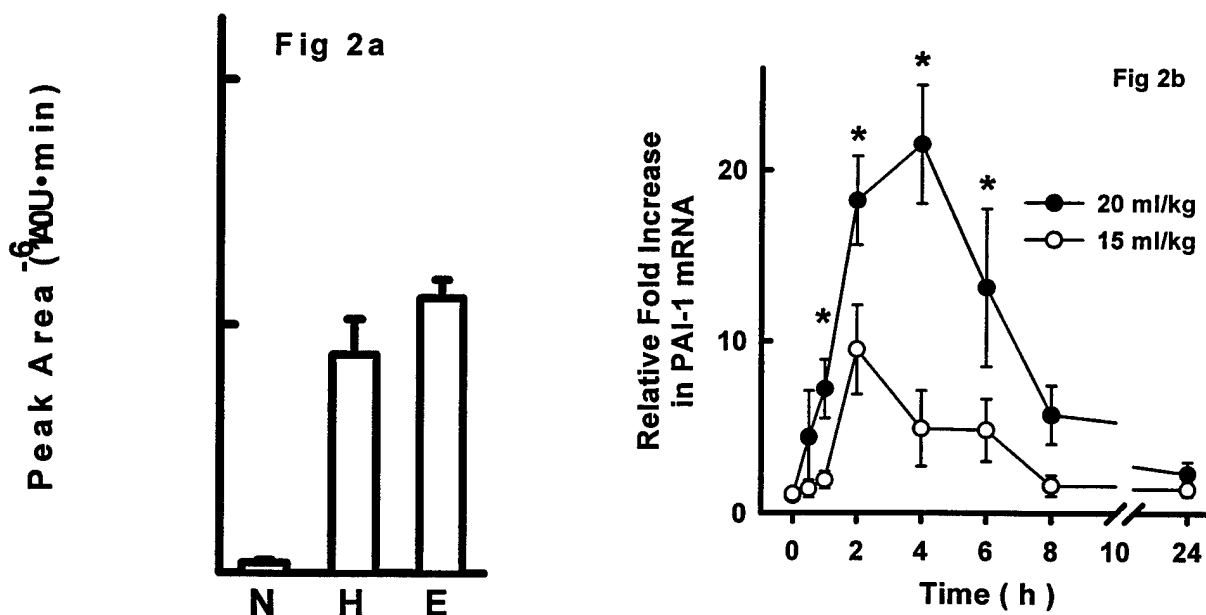 Fig 2a
Peak Area (
U•min)
N H E
Fig 2b
* * * *
Relative Fold Increase
in PAI-1 mRNA
20 ml/kg
15 ml/kg
20
10
0
0 2 4 6 8 10 24
Time ( h )